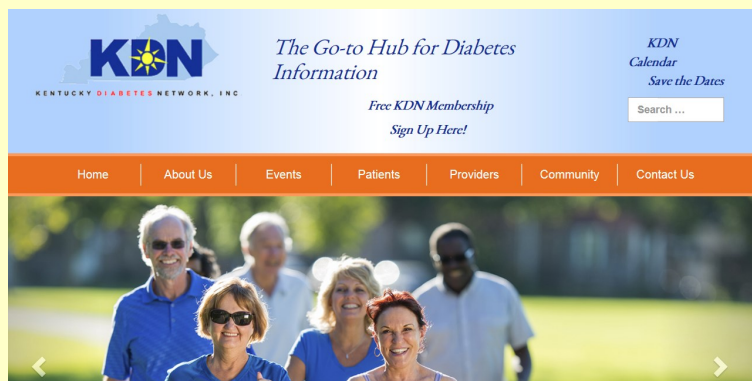 KDN
KENTUCKY DIABETES NETWORK, INC.
The Go-to Hub for Diabetes
Information
Free KDN Membership
Sign Up Here!
KDN
Calendar
Save the Dates
Search ...
Home About Us Events Patients Providers Community Contact Us